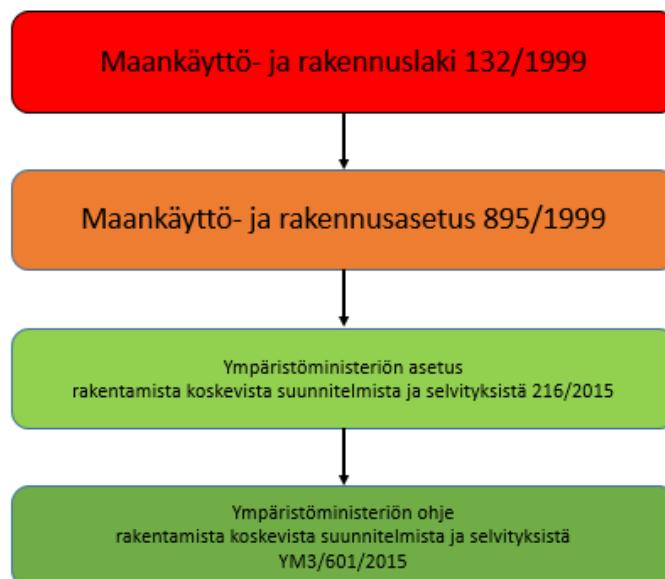 Maankäyttö- ja rakennuslaki 132/1999
Maankäyttö- ja rakennusasetus 895/1999
Ympäristöministeriön asetus
rakentamista koskevista suunnitelmista ja selvityksistä 216/2015
Ympäristöministeriön ohje
rakentamista koskevista suunnitelmista ja selvityksistä
YM3/601/2015